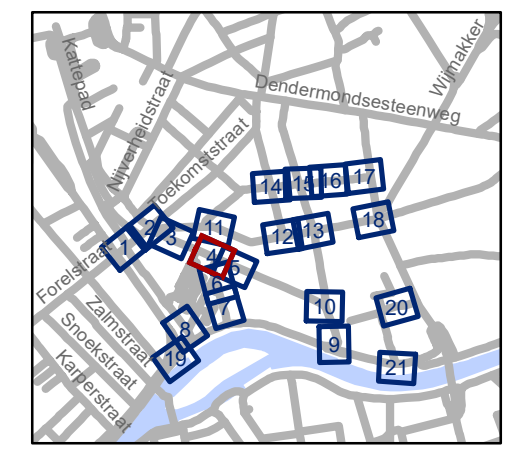 Kattepad
Wijmakker
Nijverheidstraat
Dendermondsesteenweg
Toekomststraat
14
15
16
17
18
11
2
3
1
12
13
4
5
6
7
Forelstraat
10
20
8
9
19
21
Zalmstraat
Snoekstraat
Karperstraat